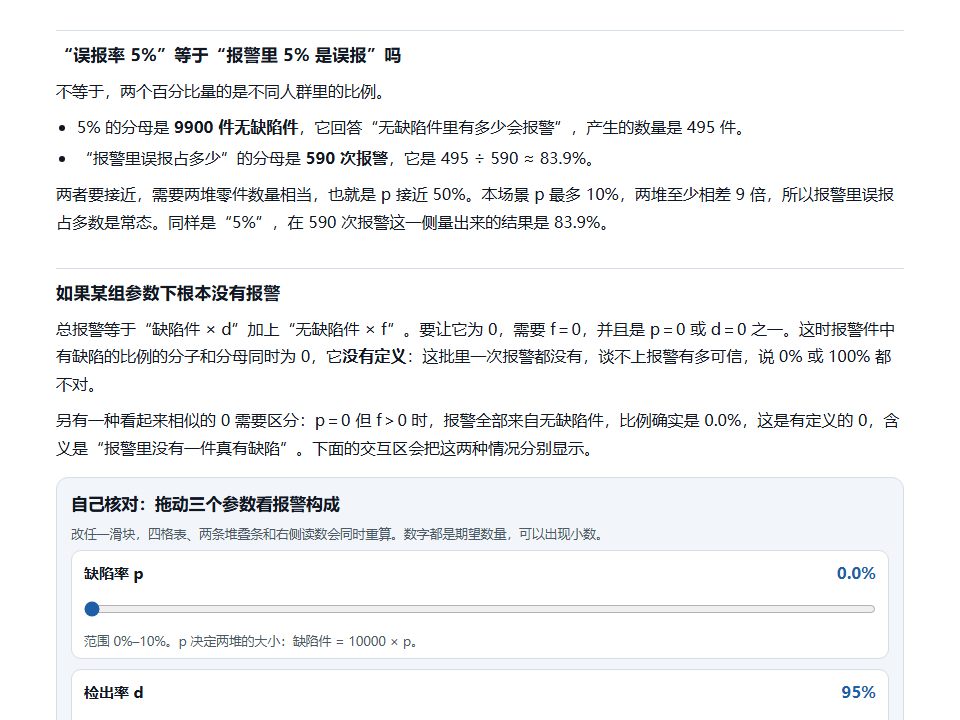 “误报率 5%”等于“报警里 5% 是误报”吗
不等于，两个百分比量的是不同人群里的比例。
• 5% 的分母是 9900 件无缺陷件，它回答“无缺陷件里有多少会报警”，产生的数量是 495 件。
• “报警里误报占多少”的分母是 590 次报警，它是 495 ÷ 590 ≈ 83.9%。
两者要接近，需要两堆零件数量相当，也就是 p 接近 50%。本场景 p 最多 10%，两堆至少相差 9 倍，所以报警里误报
占多数是常态。同样是“5%”，在 590 次报警这一侧量出来的结果是 83.9%。
如果某组参数下根本没有报警
总报警等于“缺陷件 × d”加上“无缺陷件 × f”。要让它为 0，需要 f = 0，并且是 p = 0 或 d = 0 之一。这时报警件中
有缺陷的比例的分子和分母同时为 0，它没有定义：这批里一次报警都没有，谈不上报警有多可信，说 0% 或 100% 都
不对。
另有一种看起来相似的 0 需要区分：p = 0 但 f > 0 时，报警全部来自无缺陷件，比例确实是 0.0%，这是有定义的 0，含
义是“报警里没有一件真有缺陷”。下面的交互区会把这两种情况分别显示。
自己核对：拖动三个参数看报警构成
改任一滑块，四格表、两条堆叠条和右侧读数会同时重算。数字都是期望数量，可以出现小数。
缺陷率 p 0.0%
范围 0%–10%。p 决定两堆的大小：缺陷件 = 10000 × p。
检出率 d 95%